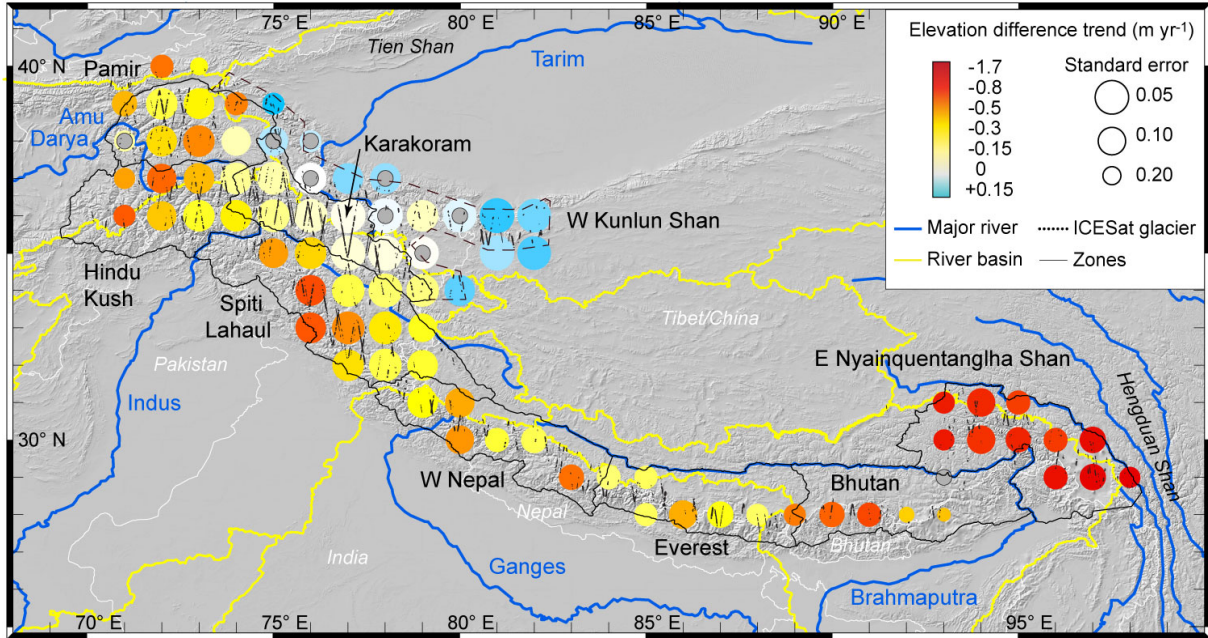 75° E
80° E
85° E
90° E
Elevation difference trend (m yr-1)
-1.7
-0.8
-0.5
-0.3
-0.15
0
+0.15
Standard error
0.05
0.10
0.20
Major river
ICESat glacier
River basin
Zones
40° N
Pamir
Tien Shan
Tarim
Amu
Darya
Karakoram
W Kunlun Shan
Hindu
Kush
Spiti
Lahaul
Tibet/China
Pakistan
E Nyainquentanglha Shan
Hengduan Shan
Indus
30° N
W Nepal
Nepal
Bhutan
Everest
Bhutan
India
Ganges
Brahmaputra
70° E
75° E
80° E
85° E
90° E
95° E